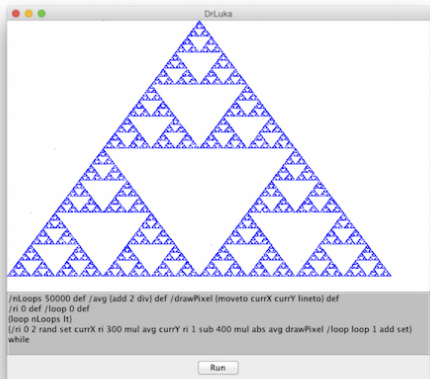 DrLuka
/nLoops 50000 def /avg {add 2 div} def /drawPixel {moveto currX currY lineto} def
/ri 0 def /loop 0 def
{loop nLoops lt}
{/ri 0 2 rand set currX ri 300 mul avg currY ri 1 sub 400 mul abs avg drawPixel /loop loop 1 add set}
while
Run